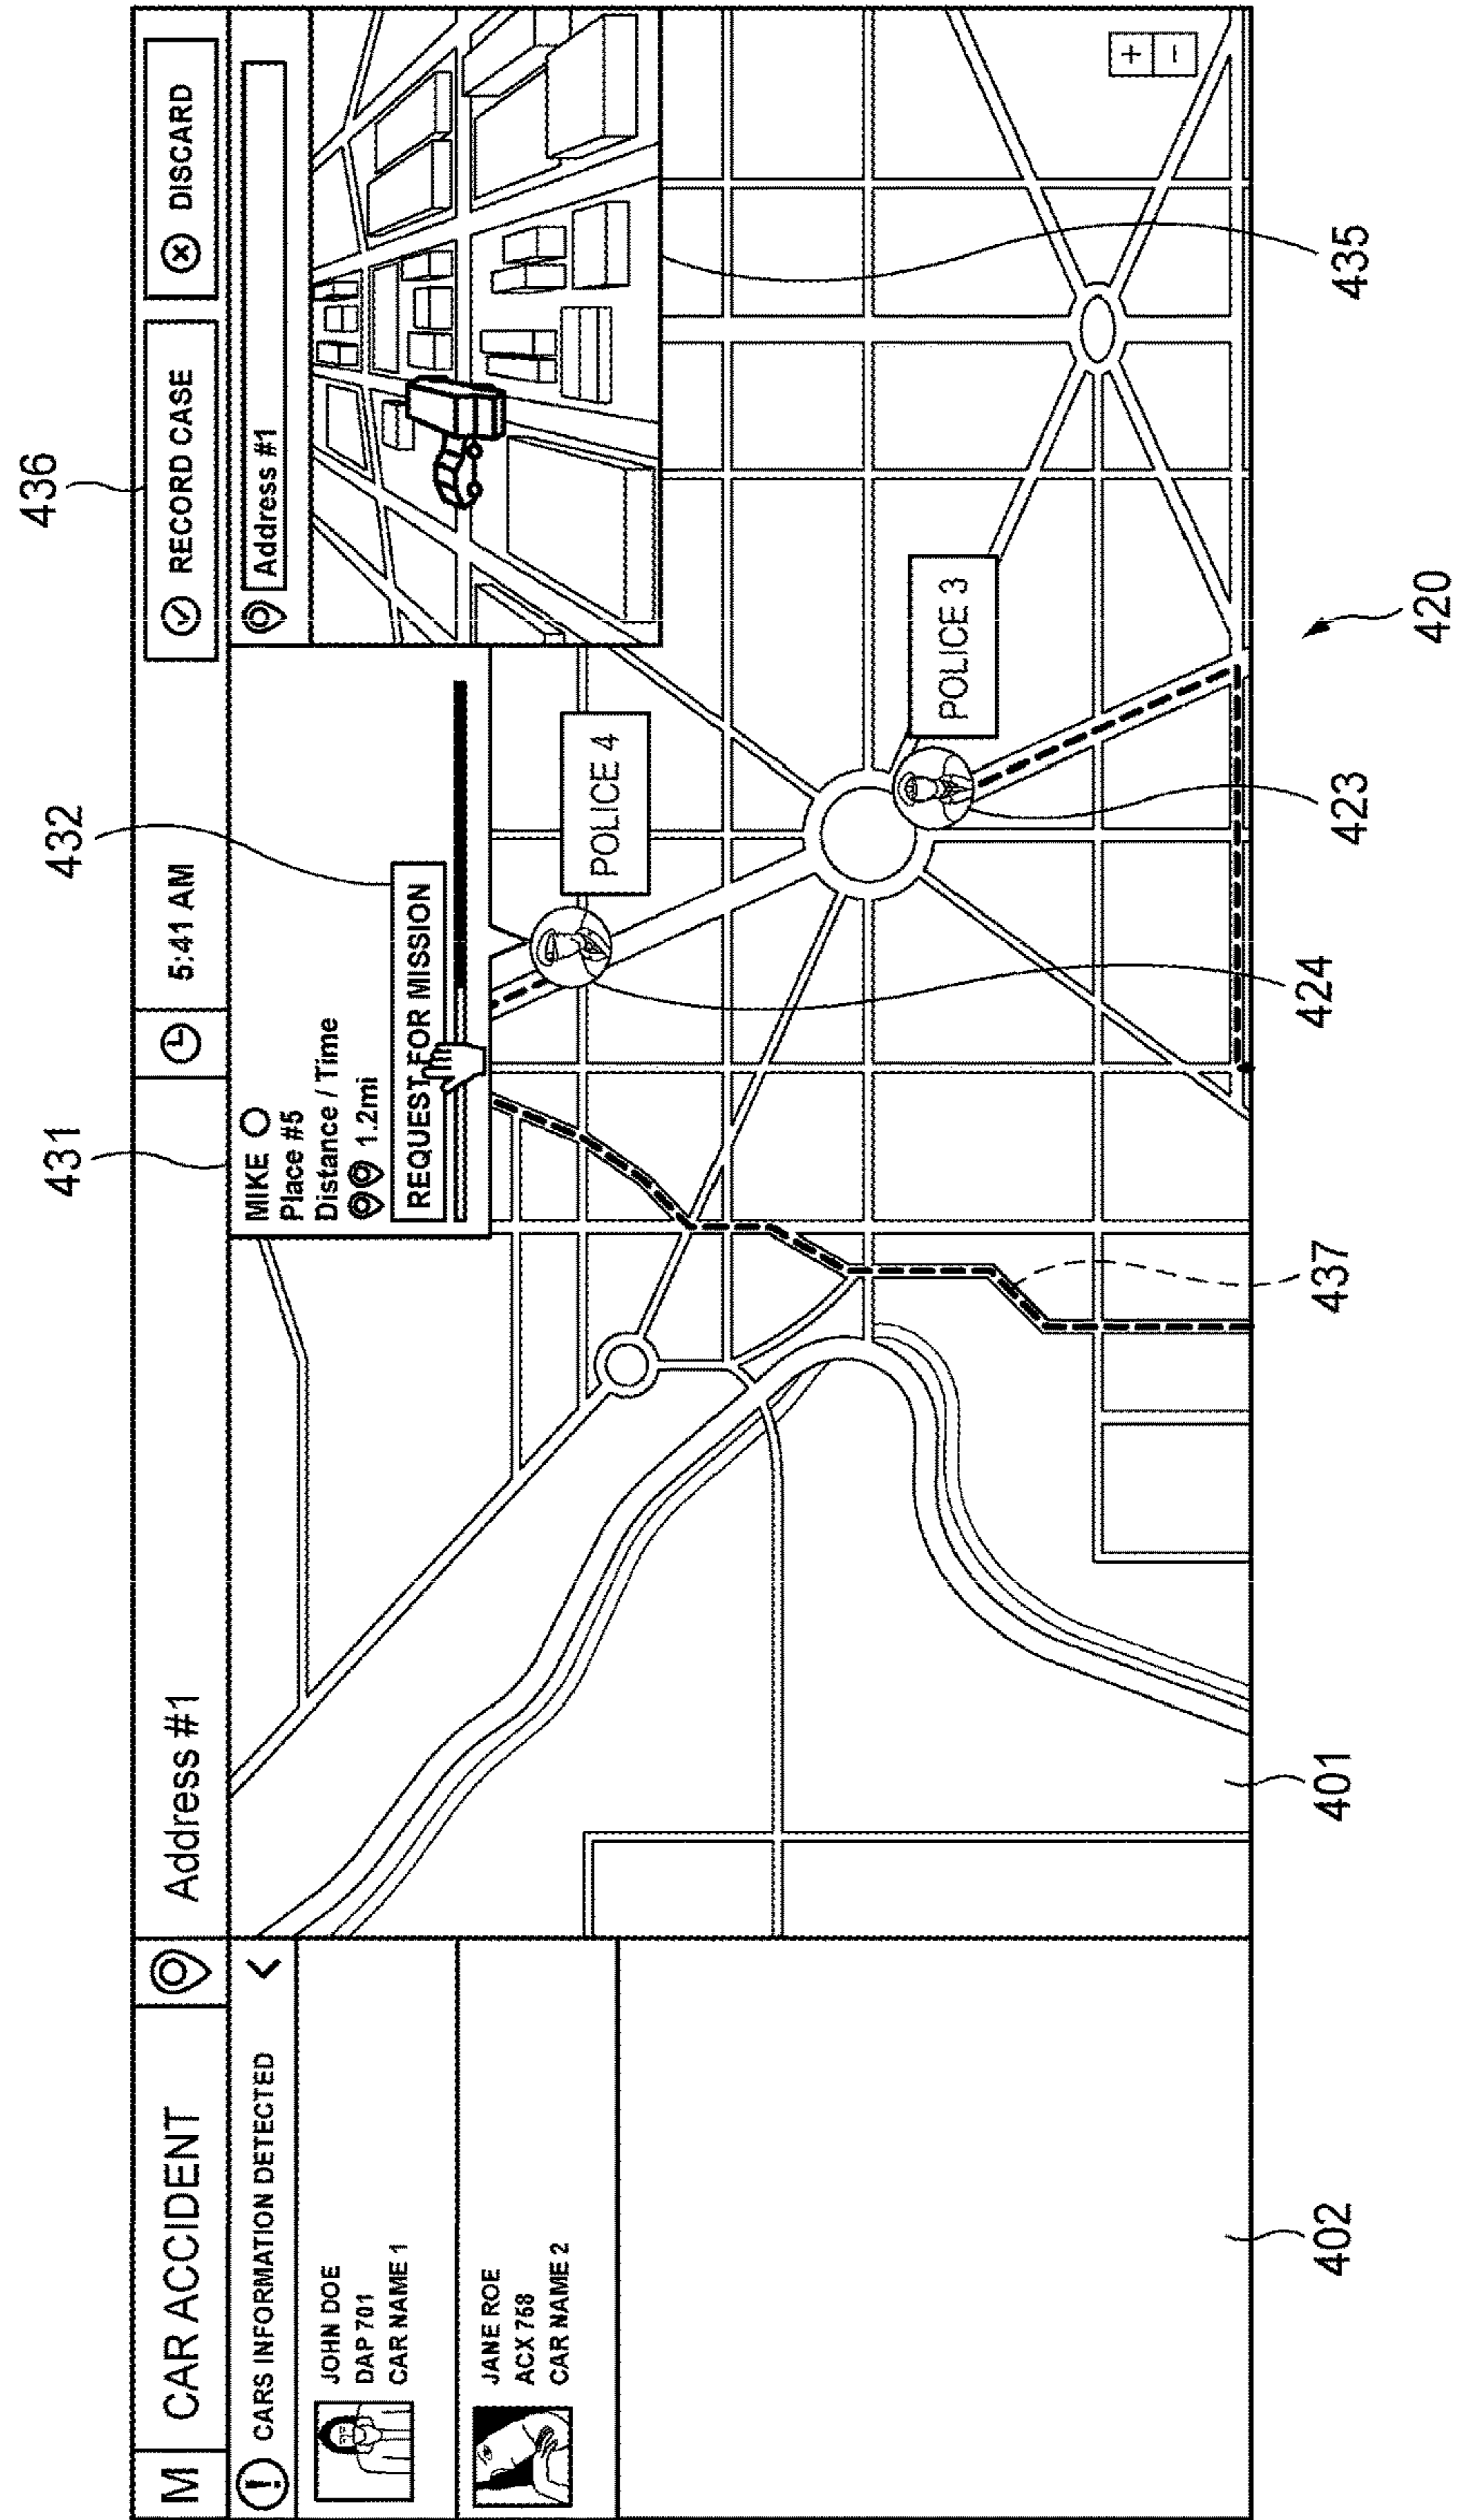 436
432
431
M
CAR ACCIDENT
Address #1
5:41 AM
RECORD CASE
DISCARD
CARS INFORMATION DETECTED
JOHN DOE
DAP 701
CAR NAME 1
JANE ROE
ACX 758
CAR NAME 2
MIKE
Place #5
Distance / Time
1.2mi
REQUEST FOR MISSION
Address #1
POLICE 4
POLICE 3
+
-
402
401
437
424
423
435
420